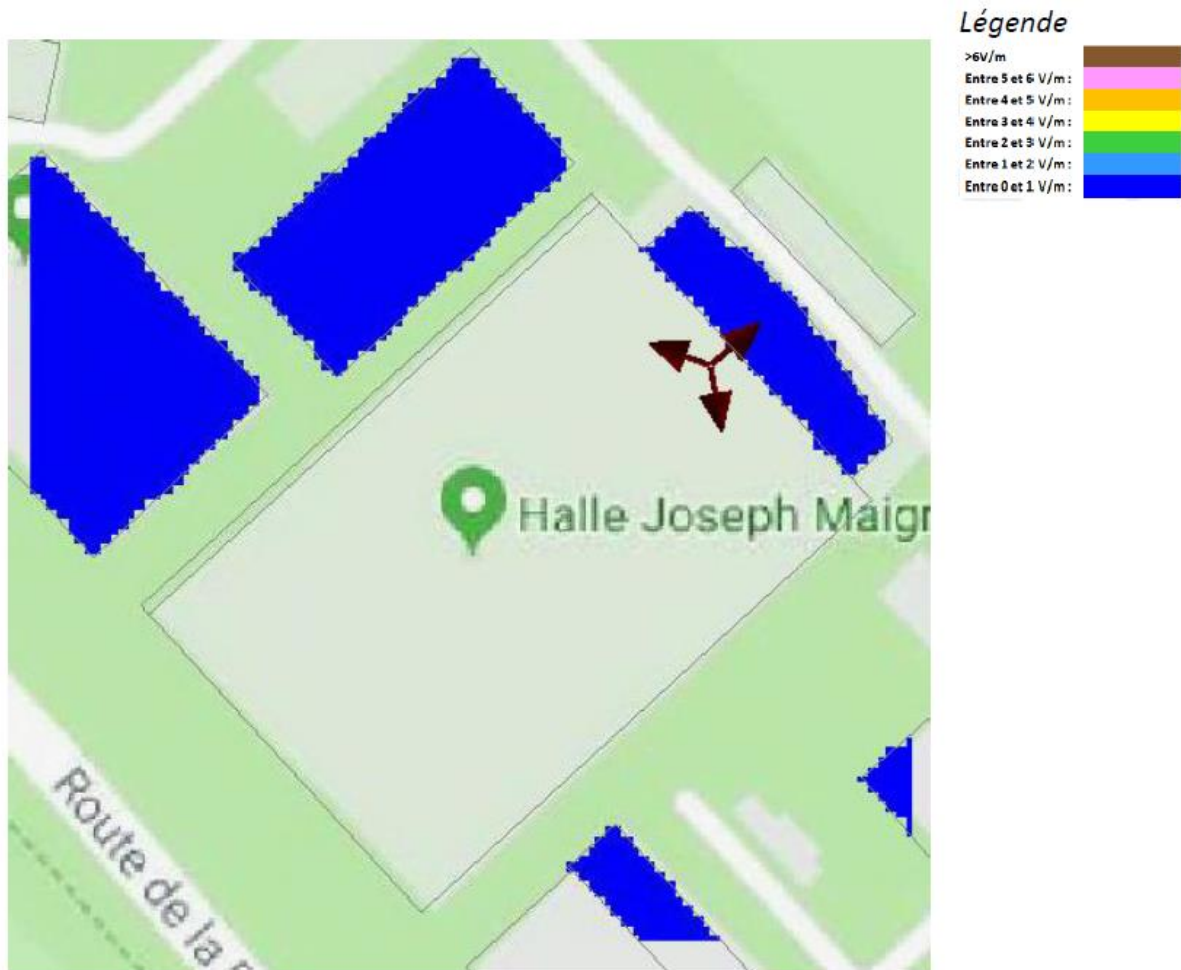 Légende
>6V/m
Entre 5 et 6 V/m :
Entre 4 et 5 V/m :
Entre 3 et 4 V/m :
Entre 2 et 3 V/m :
Entre 1 et 2 V/m :
Entre 0 et 1 V/m :
Halle Joseph Maigr
Route de la